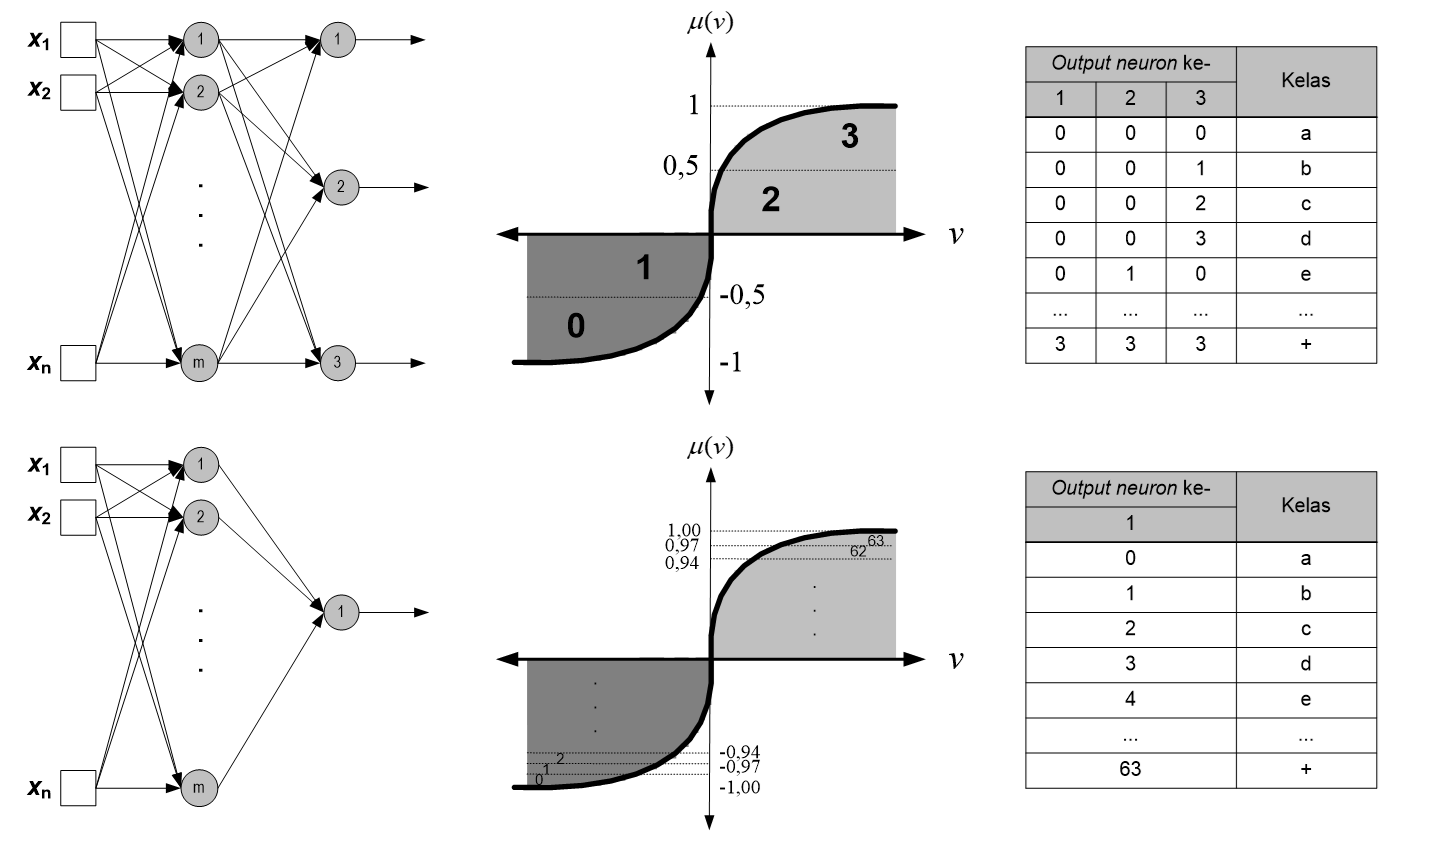 x1
x2
xn
1
2
.
.
.
m
1
2
3
μ(v)
1
0,5
-0,5
-1
v
3
2
1
0
Output neuron ke-
Kelas
1 2 3
0 0 0 a
0 0 1 b
0 0 2 c
0 0 3 d
0 1 0 e
... ... ... ...
3 3 3 +
x1
x2
xn
1
2
.
.
.
m
1
μ(v)
1,00
0,97
0,94
63
62
.
.
.
v
.
.
.
-0,94
-0,97
-1,00
2
1
0
Output neuron ke-
Kelas
1
0 a
1 b
2 c
3 d
4 e
... ...
63 +